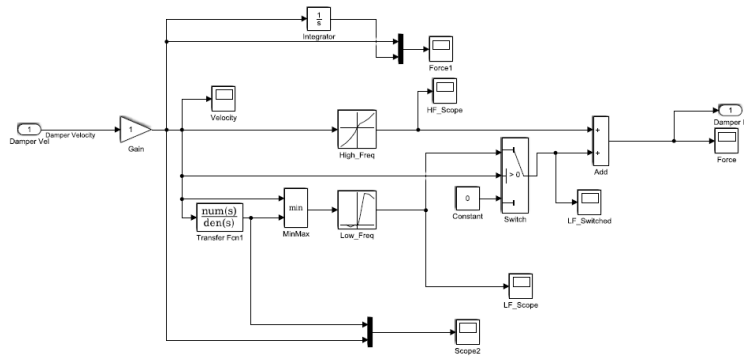 1
s
Integrator
Force1
Velocity
HF_Scope
1
Damper Vel
Damper Velocity
1
Gain
High_Freq
+
+
Add
1
Damper
Force
> 0
Switch
0
Constant
LF_Switched
num(s)
den(s)
Transfer Fcn1
min
MinMax
Low_Freq
LF_Scope
Scope2